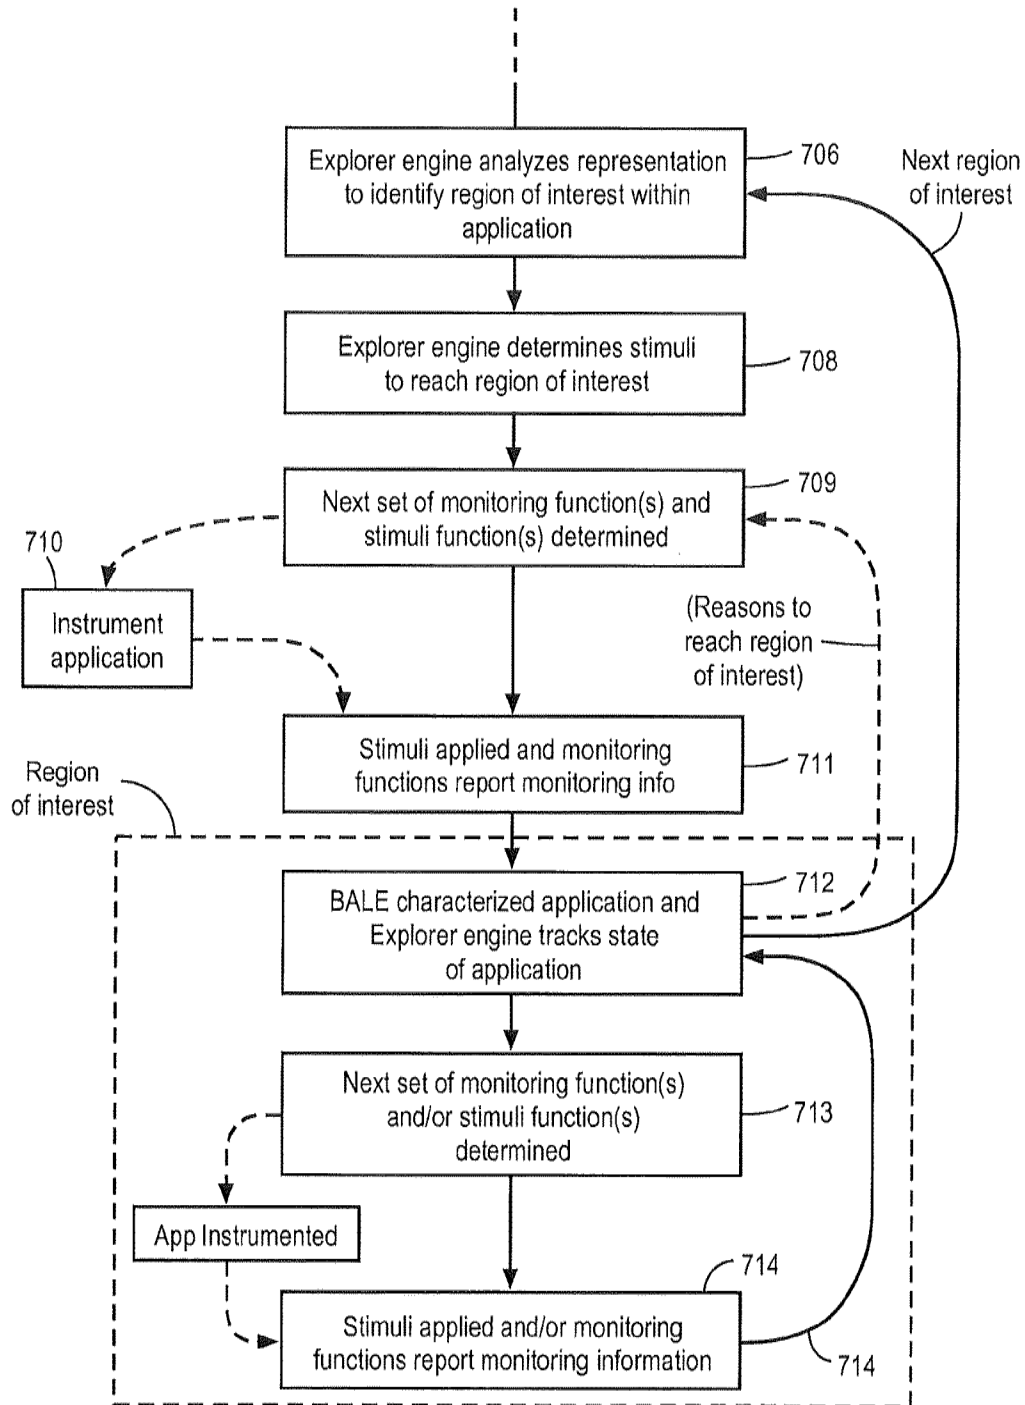 Explorer engine analyzes representation
to identify region of interest within
application
706
Next region
of interest
Explorer engine determines stimuli
to reach region of interest
708
Next set of monitoring function(s) and
stimuli function(s) determined
709
710
Instrument
application
(Reasons to
reach region
of interest)
Stimuli applied and monitoring
functions report monitoring info
711
Region
of interest
BALE characterized application and
Explorer engine tracks state
of application
712
Next set of monitoring function(s)
and/or stimuli function(s)
determined
713
App Instrumented
714
Stimuli applied and/or monitoring
functions report monitoring information
714